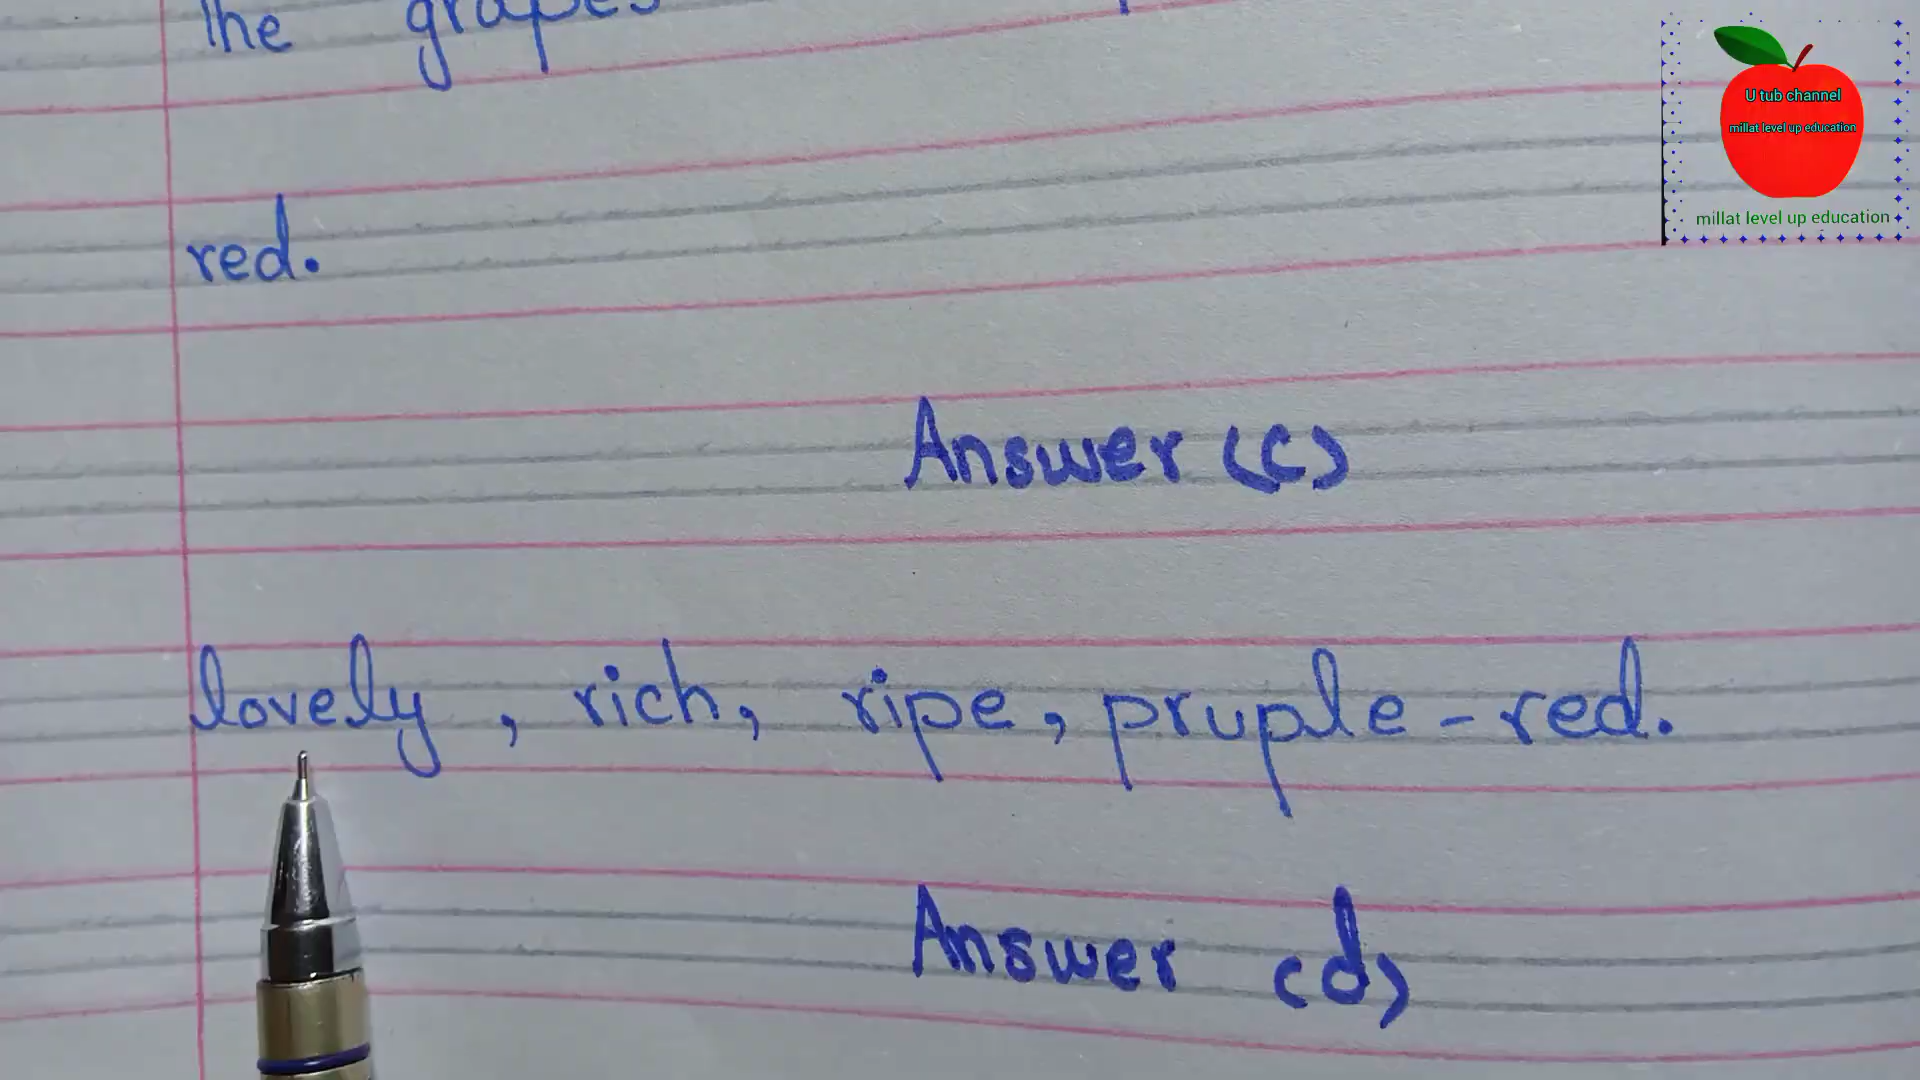 The grapes
red.
Answer (c)
lovely, rich, ripe, pruple-red.
Answer (d)
U tub channel
millat level up education
millat level up education